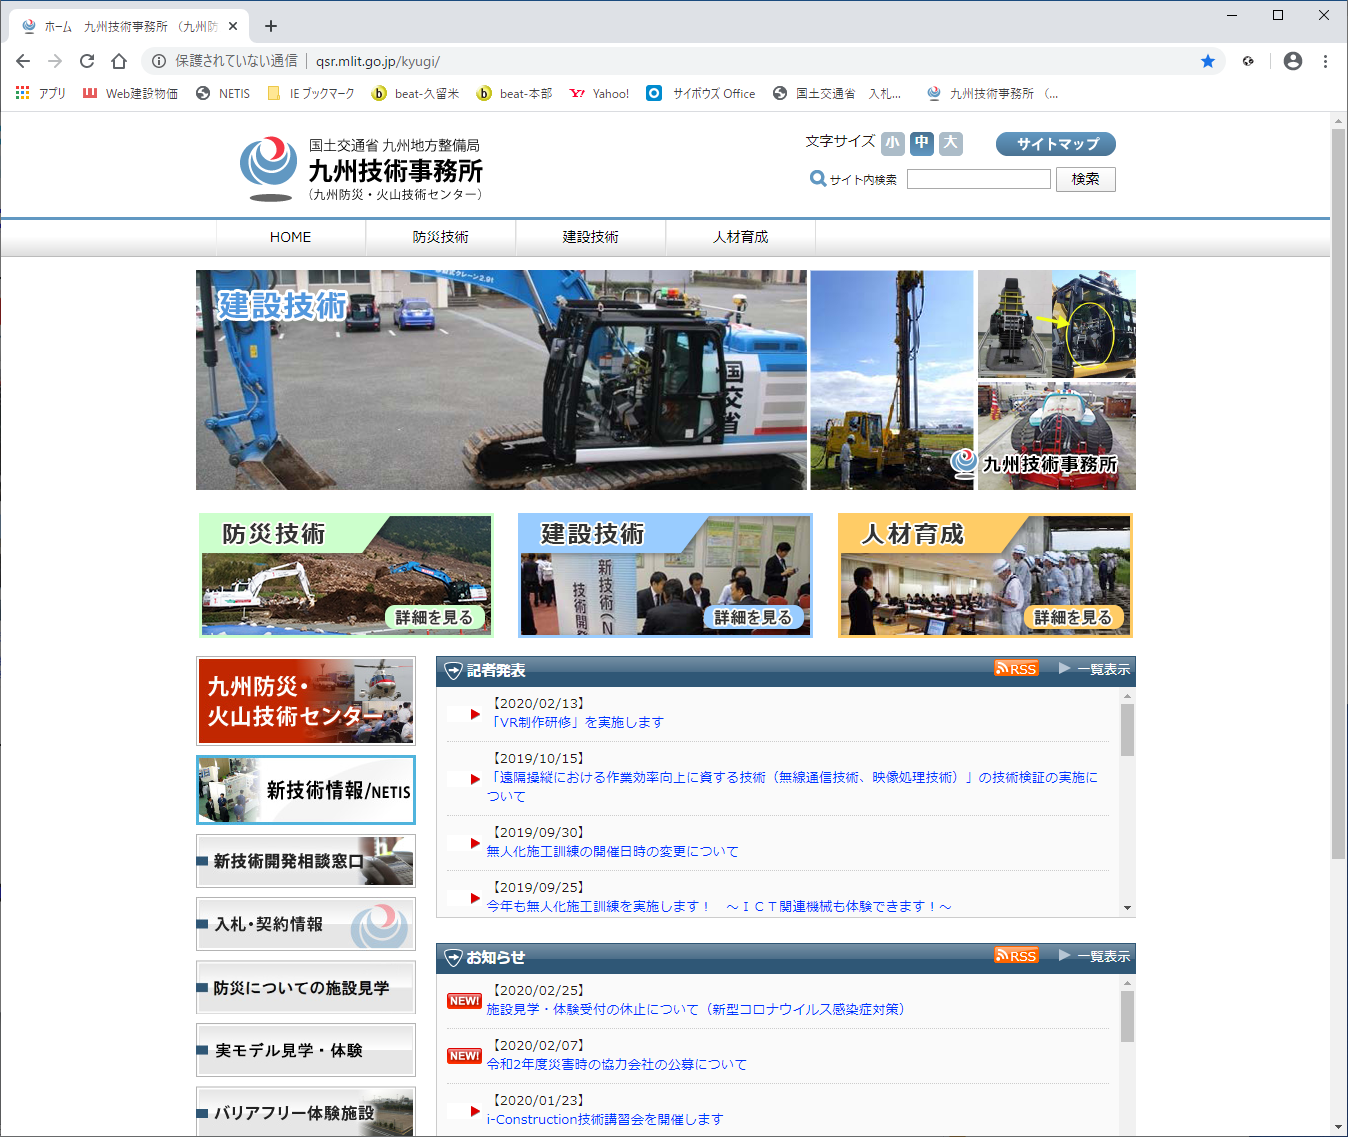 ホーム　九州技術事務所 （九州防
保護されていない通信 | qsr.mlit.go.jp/kyugi/
アプリ Web建設物価 NETIS IE ブックマーク beat-久留米 beat-本部 Yahoo! サイボウズ Office 国土交通省　入札... 九州技術事務所　（...
国土交通省 九州地方整備局
九州技術事務所
（九州防災・火山技術センター）
文字サイズ 小 中 大 サイトマップ
サイト内検索 検索
HOME 防災技術 建設技術 人材育成
建設技術
国交省
九州技術事務所
防災技術
詳細を見る
建設技術
新技術(N
技術開発
詳細を見る
人材育成
詳細を見る
九州防災・
火山技術センター
新技術情報/NETIS
新技術開発相談窓口
入札・契約情報
防災についての施設見学
実モデル見学・体験
バリアフリー体験施設
記者発表 RSS 一覧表示
【2020/02/13】
「VR制作研修」を実施します
【2019/10/15】
「遠隔操縦における作業効率向上に資する技術（無線通信技術、映像処理技術）」の技術検証の実施に
ついて
【2019/09/30】
無人化施工訓練の開催日時の変更について
【2019/09/25】
今年も無人化施工訓練を実施します！　～ＩＣＴ関連機械も体験できます！～
お知らせ RSS 一覧表示
NEW! 【2020/02/25】
施設見学・体験受付の休止について（新型コロナウイルス感染症対策）
NEW! 【2020/02/07】
令和2年度災害時の協力会社の公募について
【2020/01/23】
i-Construction技術講習会を開催します